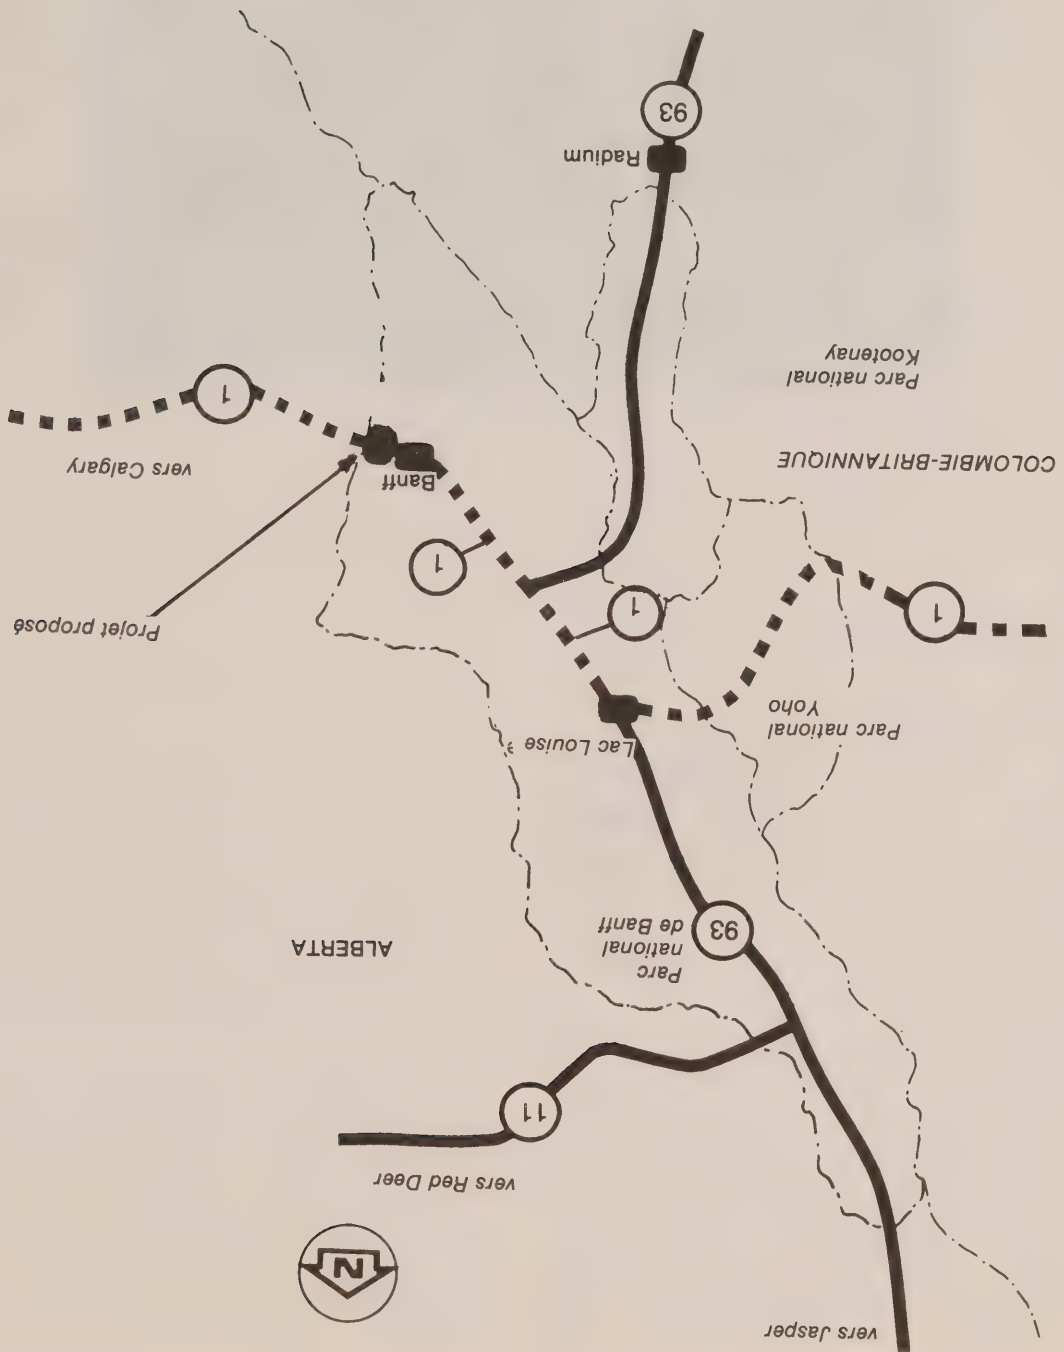 vers Jasper
N
vers Red Deer
11
Parc
national
de Banff
93
ALBERTA
Lac Louise
Parc national
Yoho
1
1
Projet proposé
1
Banff
vers Calgary
COLOMBIE-BRITANNIQUE
1
Parc national
Kootenay
Radium
93